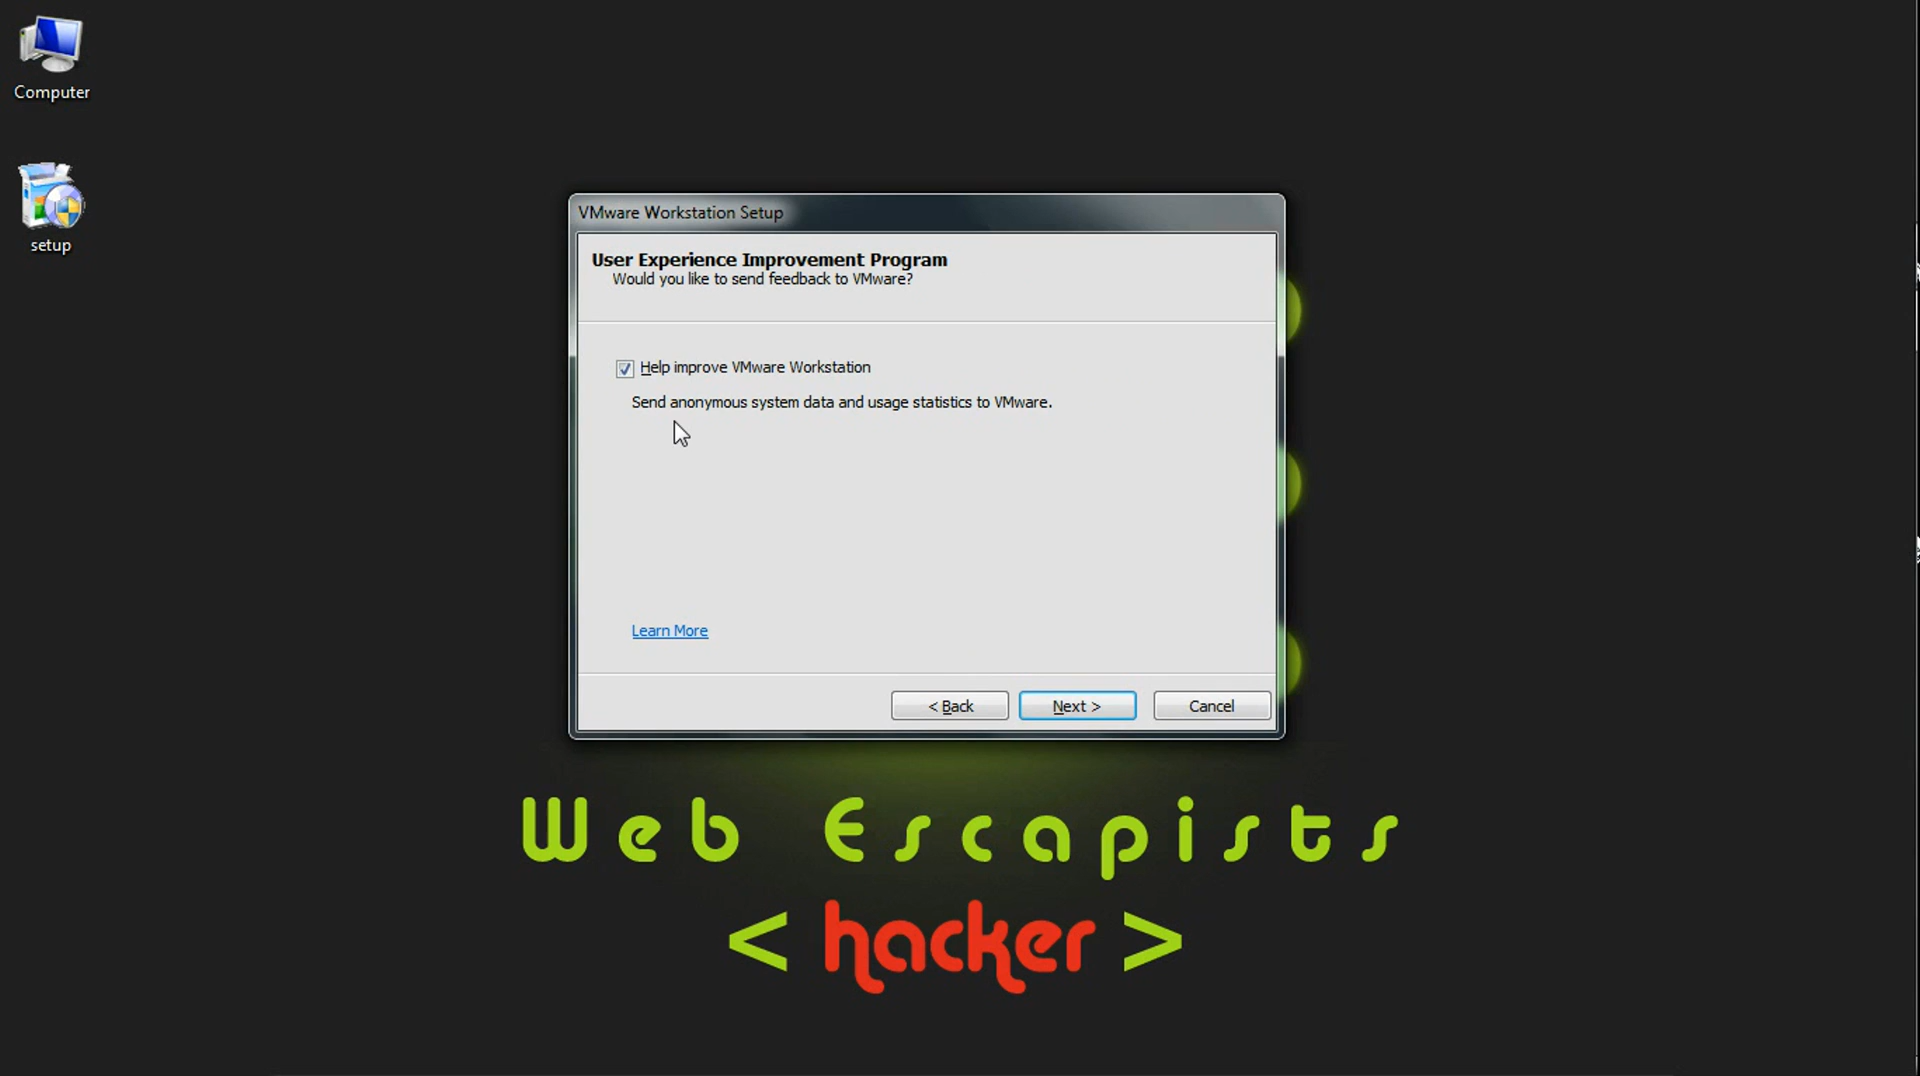 Computer
setup
VMware Workstation Setup
User Experience Improvement Program
Would you like to send feedback to VMware?
Help improve VMware Workstation
Send anonymous system data and usage statistics to VMware.
Learn More
< Back
Next >
Cancel
Web Escapists
< hacker >